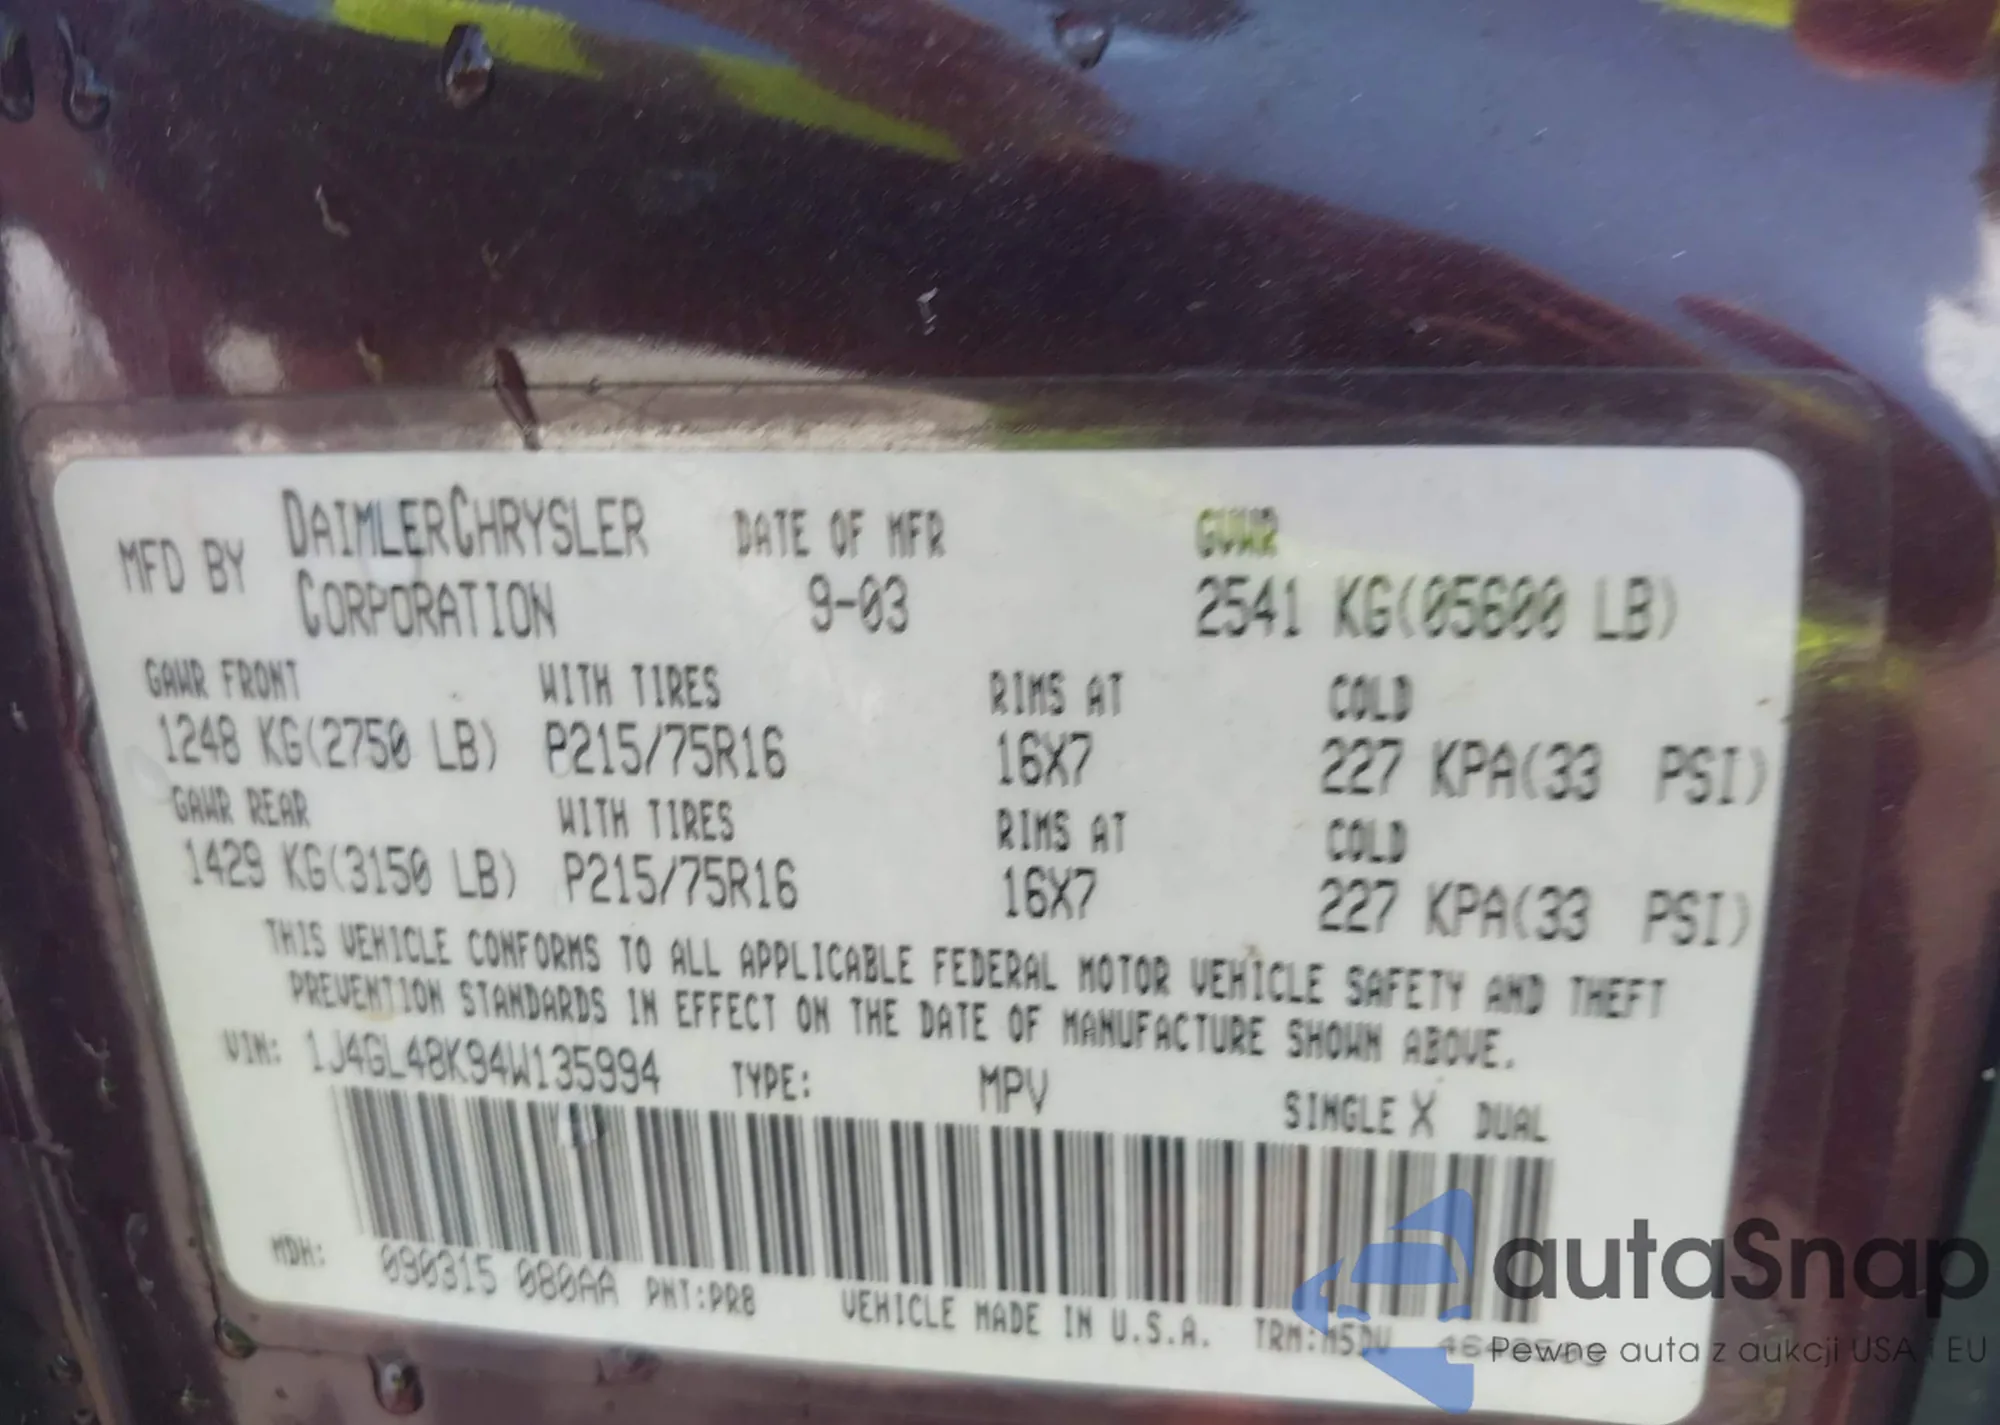 MFD BY DAIMLERCHRYSLER CORPORATION DATE OF MFR 9-03 GVWR 2541 KG(05600 LB)
GAWR FRONT WITH TIRES RIMS AT COLD
1248 KG(2750 LB) P215/75R16 16X7 227 KPA(33 PSI)
GAWR REAR WITH TIRES RIMS AT COLD
1429 KG(3150 LB) P215/75R16 16X7 227 KPA(33 PSI)
THIS VEHICLE CONFORMS TO ALL APPLICABLE FEDERAL MOTOR VEHICLE SAFETY AND THEFT
PREVENTION STANDARDS IN EFFECT ON THE DATE OF MANUFACTURE SHOWN ABOVE.
VIN: 1J4GL48K94W135994 TYPE: MPV SINGLE X DUAL
MDH: 090315 080AA PNT:PR8 VEHICLE MADE IN U.S.A. TRM:M5DV
autaSnap
Pewne auta z aukcji USA i EU